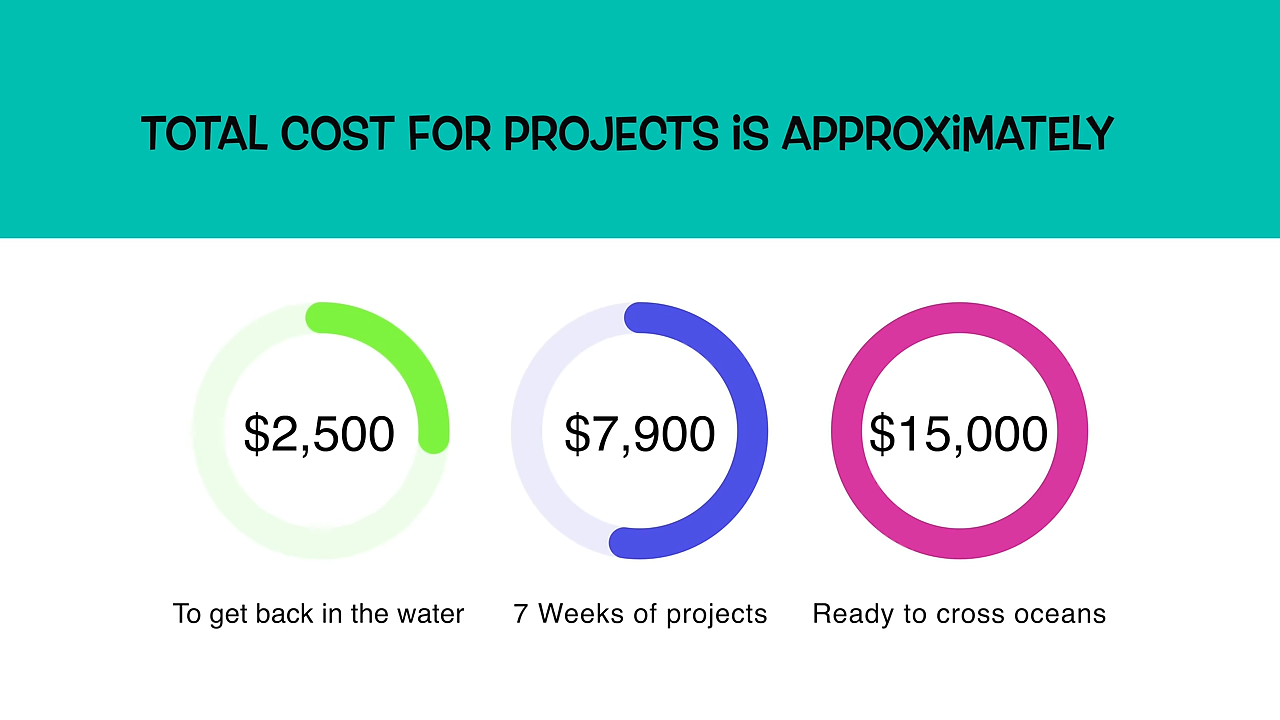 TOTAL COST FOR PROJECTS iS APPROXiMATELY
$2,500
$7,900
$15,000
To get back in the water
7 Weeks of projects
Ready to cross oceans